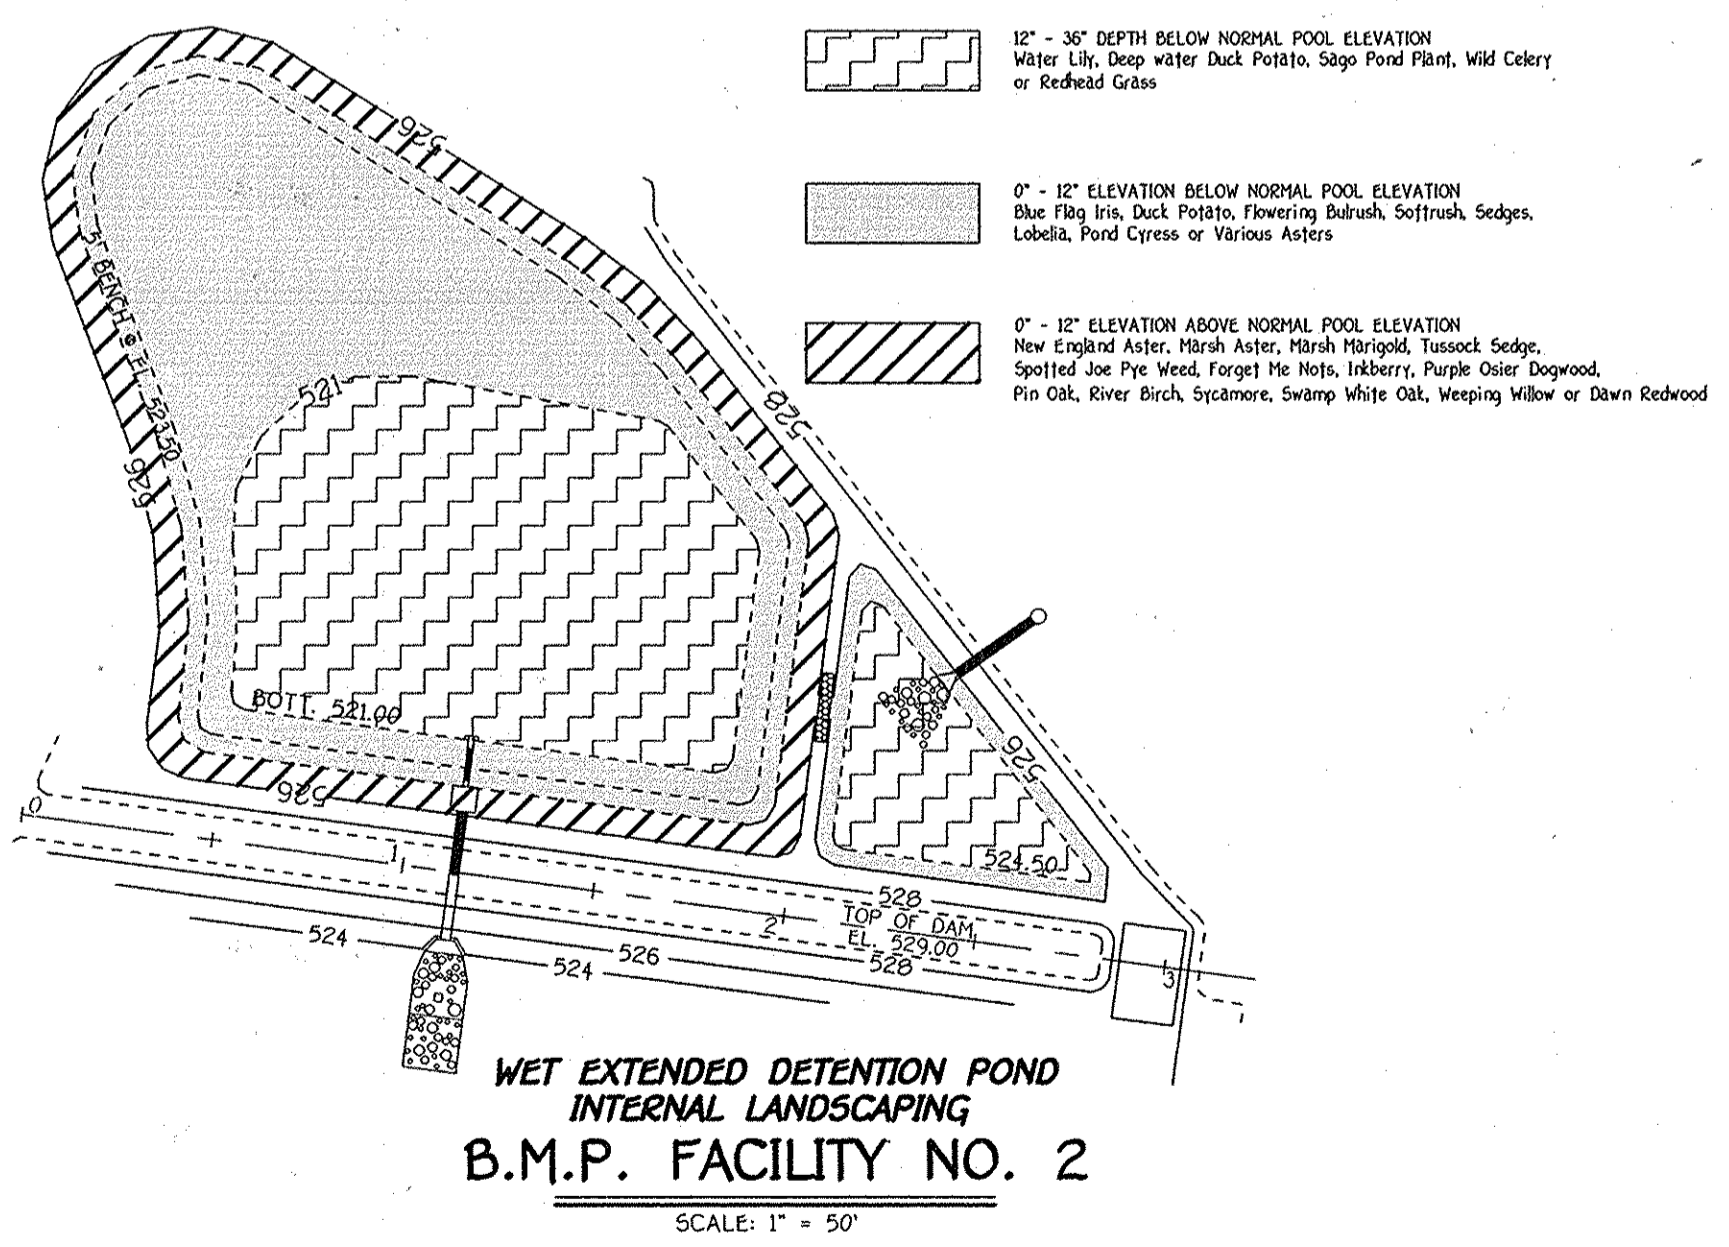 12" - 36" DEPTH BELOW NORMAL POOL ELEVATION
Water Lily, Deep water Duck Potato, Sago Pond Plant, Wild Celery
or Redhead Grass
0" - 12" ELEVATION BELOW NORMAL POOL ELEVATION
Blue Flag Iris, Duck Potato, Flowering Bulrush, Softrush, Sedges,
Lobelia, Pond Cyress or Various Asters
0" - 12" ELEVATION ABOVE NORMAL POOL ELEVATION
New England Aster, Marsh Aster, Marsh Marigold, Tussock Sedge,
Spotted Joe Pye Weed, Forget Me Nots, Inkberry, Purple Osier Dogwood,
Pin Oak, River Birch, Sycamore, Swamp White Oak, Weeping Willow or Dawn Redwood
526
5' BENCH @ EL. 523.50
521
528
526
BOTT. 521.00
526
526
524.50
0
1
2
3
528
TOP OF DAM
EL. 529.00
528
524
526
524
WET EXTENDED DETENTION POND
INTERNAL LANDSCAPING
B.M.P. FACILITY NO. 2
SCALE: 1" = 50'